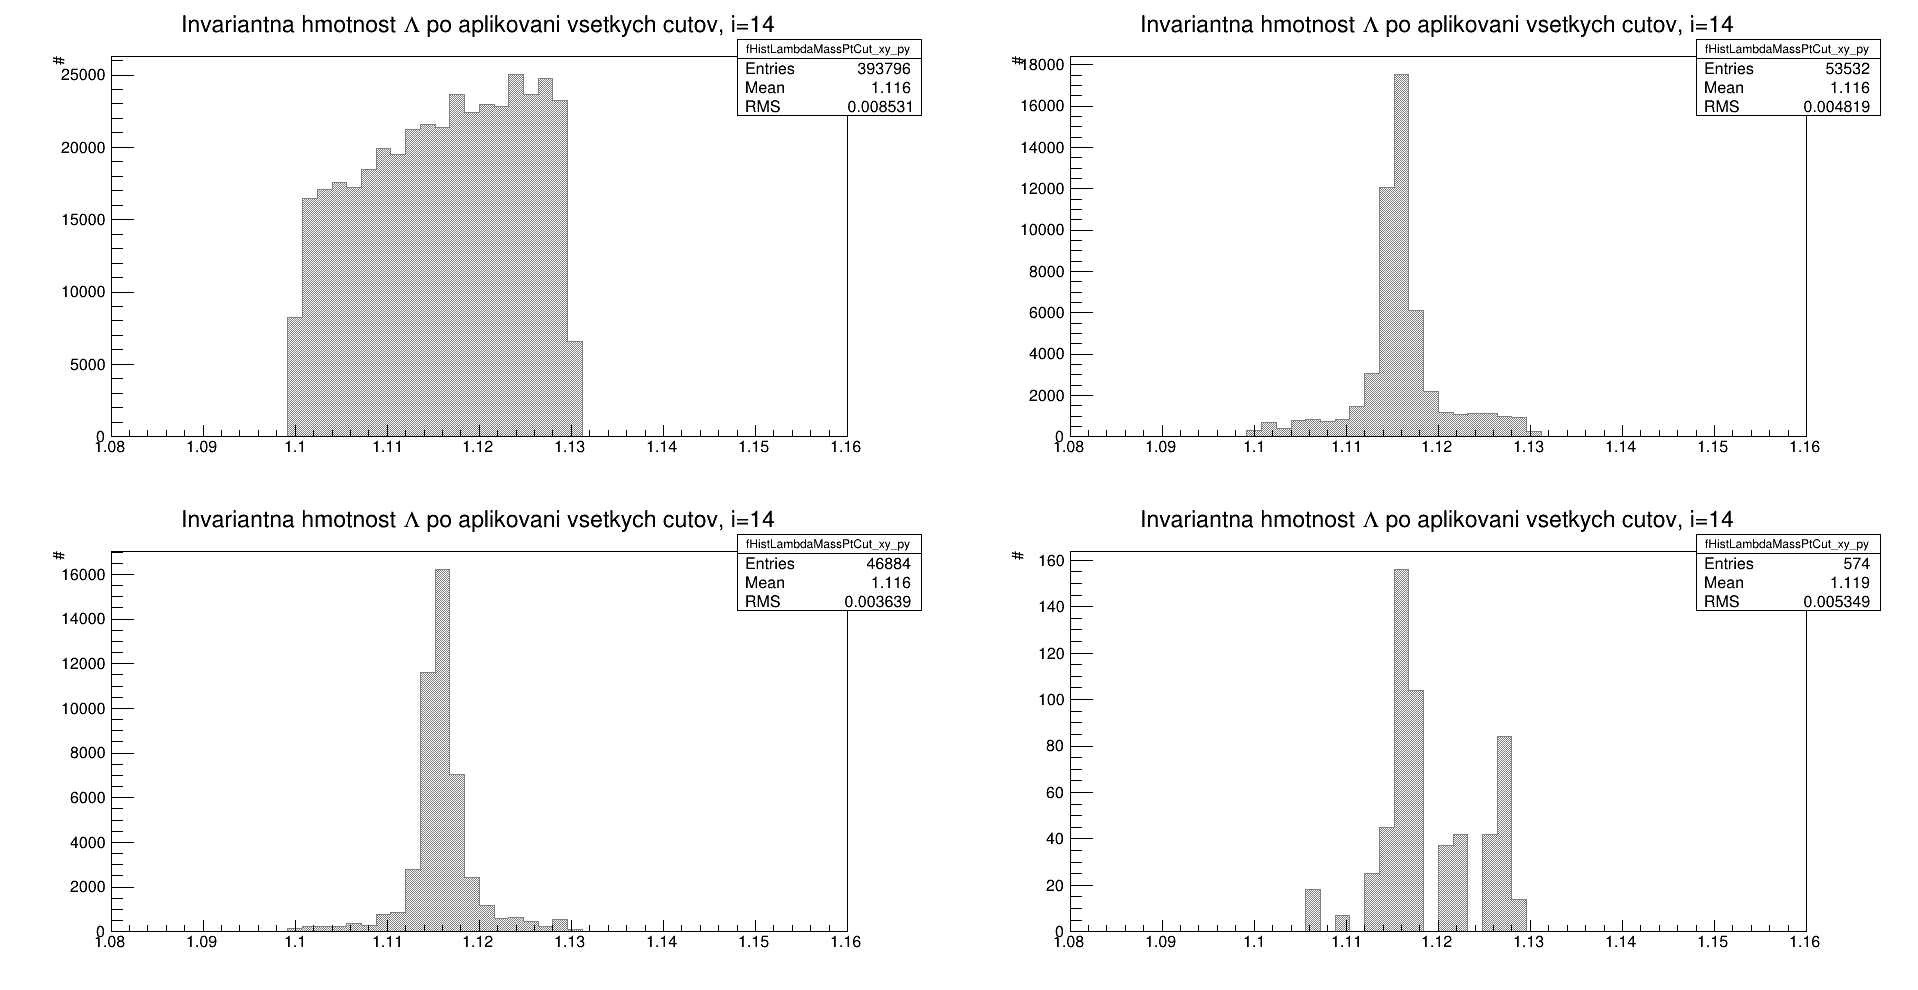 Invariantna hmotnost Λ po aplikovani vsetkych cutov, i=14
#
fHistLambdaMassPtCut_xy_py
Entries 393796
Mean 1.116
RMS 0.008531
25000
20000
15000
10000
5000
0
1.08 1.09 1.1 1.11 1.12 1.13 1.14 1.15 1.16
Invariantna hmotnost Λ po aplikovani vsetkych cutov, i=14
#
fHistLambdaMassPtCut_xy_py
Entries 53532
Mean 1.116
RMS 0.004819
18000
16000
14000
12000
10000
8000
6000
4000
2000
0
1.08 1.09 1.1 1.11 1.12 1.13 1.14 1.15 1.16
Invariantna hmotnost Λ po aplikovani vsetkych cutov, i=14
#
fHistLambdaMassPtCut_xy_py
Entries 46884
Mean 1.116
RMS 0.003639
16000
14000
12000
10000
8000
6000
4000
2000
0
1.08 1.09 1.1 1.11 1.12 1.13 1.14 1.15 1.16
Invariantna hmotnost Λ po aplikovani vsetkych cutov, i=14
#
fHistLambdaMassPtCut_xy_py
Entries 574
Mean 1.119
RMS 0.005349
160
140
120
100
80
60
40
20
0
1.08 1.09 1.1 1.11 1.12 1.13 1.14 1.15 1.16